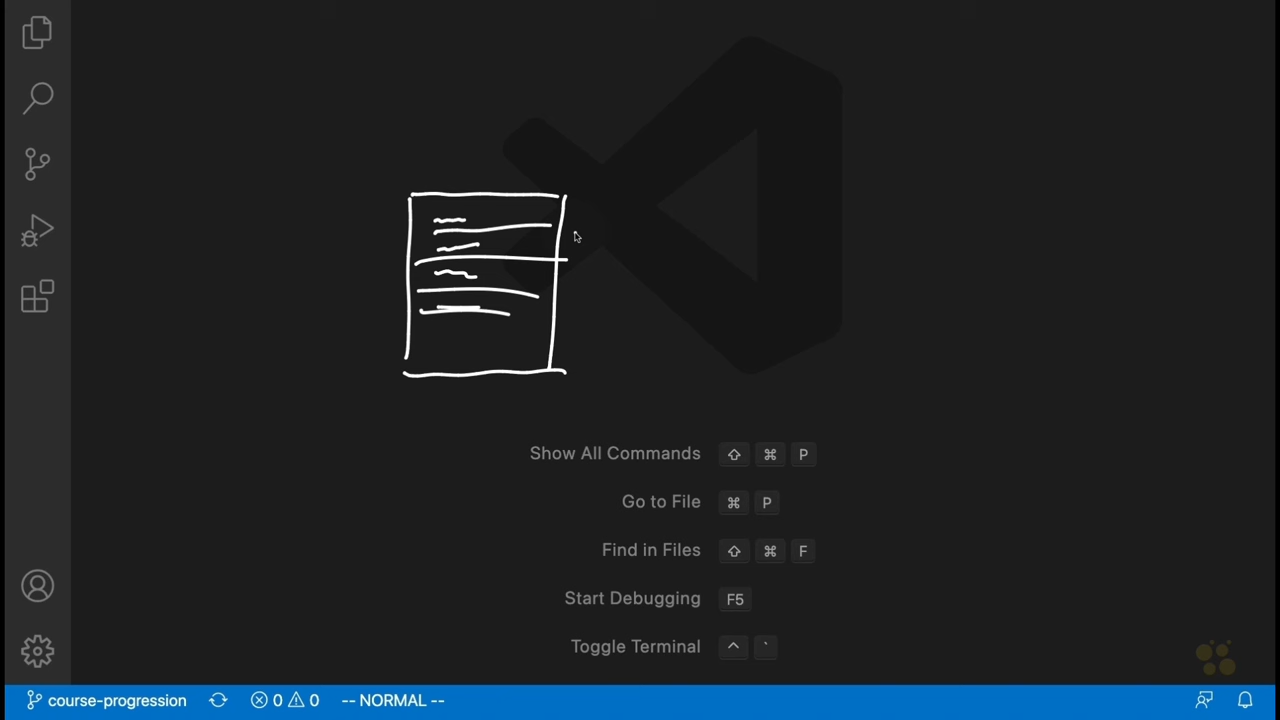 Show All Commands ⇧ ⌘ P
Go to File ⌘ P
Find in Files ⇧ ⌘ F
Start Debugging F5
Toggle Terminal ^ `
course-progression 0 0 -- NORMAL --